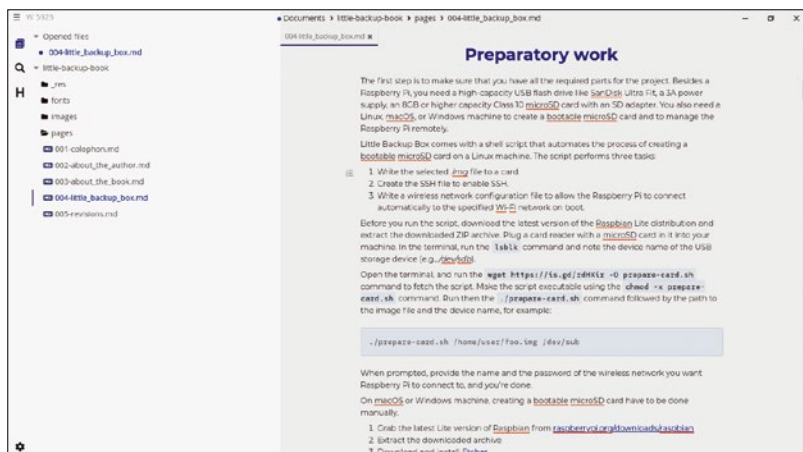 Documents › little-backup-book › pages › 004-little_backup_box.md
Opened files
004-little_backup_box.md
little-backup-book
_res
fonts
images
pages
001-colophon.md
002-about_the_author.md
003-about_the_book.md
004-little_backup_box.md
005-revisions.md
004-little_backup_box.md ×
Preparatory work
The first step is to make sure that you have all the required parts for the project. Besides a
Raspberry Pi, you need a high-capacity USB flash drive like SanDisk Ultra Fit, a 3A power
supply, an 8GB or higher capacity Class 10 microSD card with an SD adapter. You also need a
Linux, macOS, or Windows machine to create a bootable microSD card and to manage the
Raspberry Pi remotely.
Little Backup Box comes with a shell script that automates the process of creating a
bootable microSD card on a Linux machine. The script performs three tasks:
1. Write the selected .img file to a card
2. Create the SSH file to enable SSH.
3. Write a wireless network configuration file to allow the Raspberry Pi to connect
automatically to the specified Wi-Fi network on boot.
Before you run the script, download the latest version of the Raspbian Lite distribution and
extract the downloaded ZIP archive. Plug a card reader with a microSD card in it into your
machine. In the terminal, run the lsblk command and note the device name of the USB
storage device (e.g., /dev/sdb).
Open the terminal, and run the wget https://is.gd/rdHKir -O prepare-card.sh
command to fetch the script. Make the script executable using the chmod +x prepare-
card.sh command. Run then the ./prepare-card.sh command followed by the path to
the image file and the device name, for example:
./prepare-card.sh /home/user/foo.img /dev/sub
When prompted, provide the name and the password of the wireless network you want
Raspberry Pi to connect to, and you're done.
On macOS or Windows machine, creating a bootable microSD card have to be done
manually.
1. Grab the latest Lite version of Raspbian from raspberrypi.org/downloads/raspbian
2. Extract the downloaded archive
3. Download and install Etcher